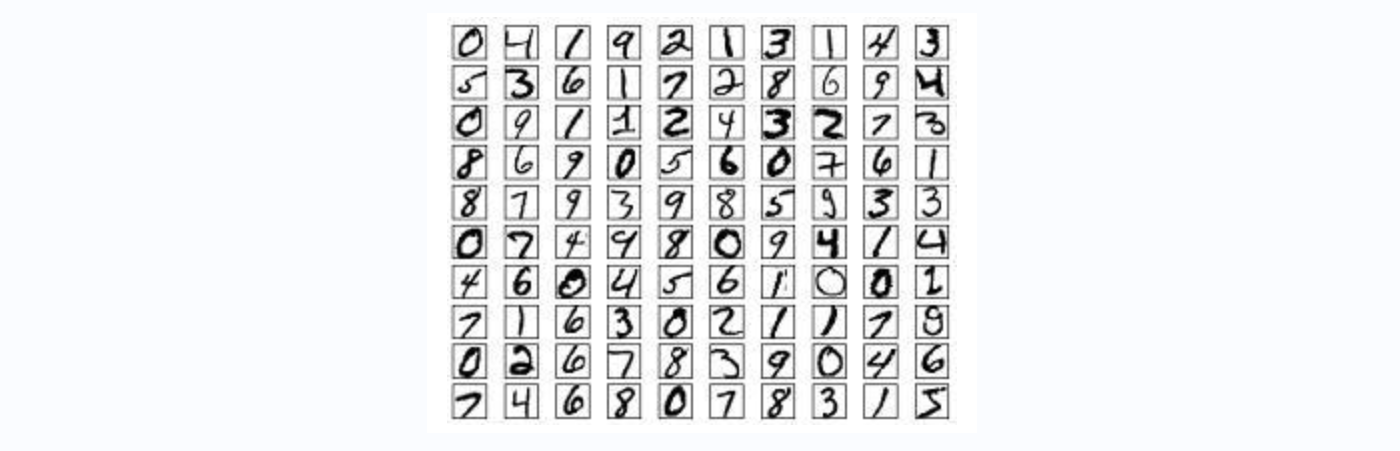 0 4 1 9 2 1 3 1 4 3
5 3 6 1 7 2 8 6 9 4
0 9 1 1 2 4 3 2 7 3
8 6 9 0 5 6 0 7 6 1
8 7 9 3 9 8 5 9 3 3
0 7 4 9 8 0 9 4 1 4
4 6 0 4 5 6 1 0 0 1
7 1 6 3 0 2 1 1 7 9
0 2 6 7 8 3 9 0 4 6
7 4 6 8 0 7 8 3 1 5